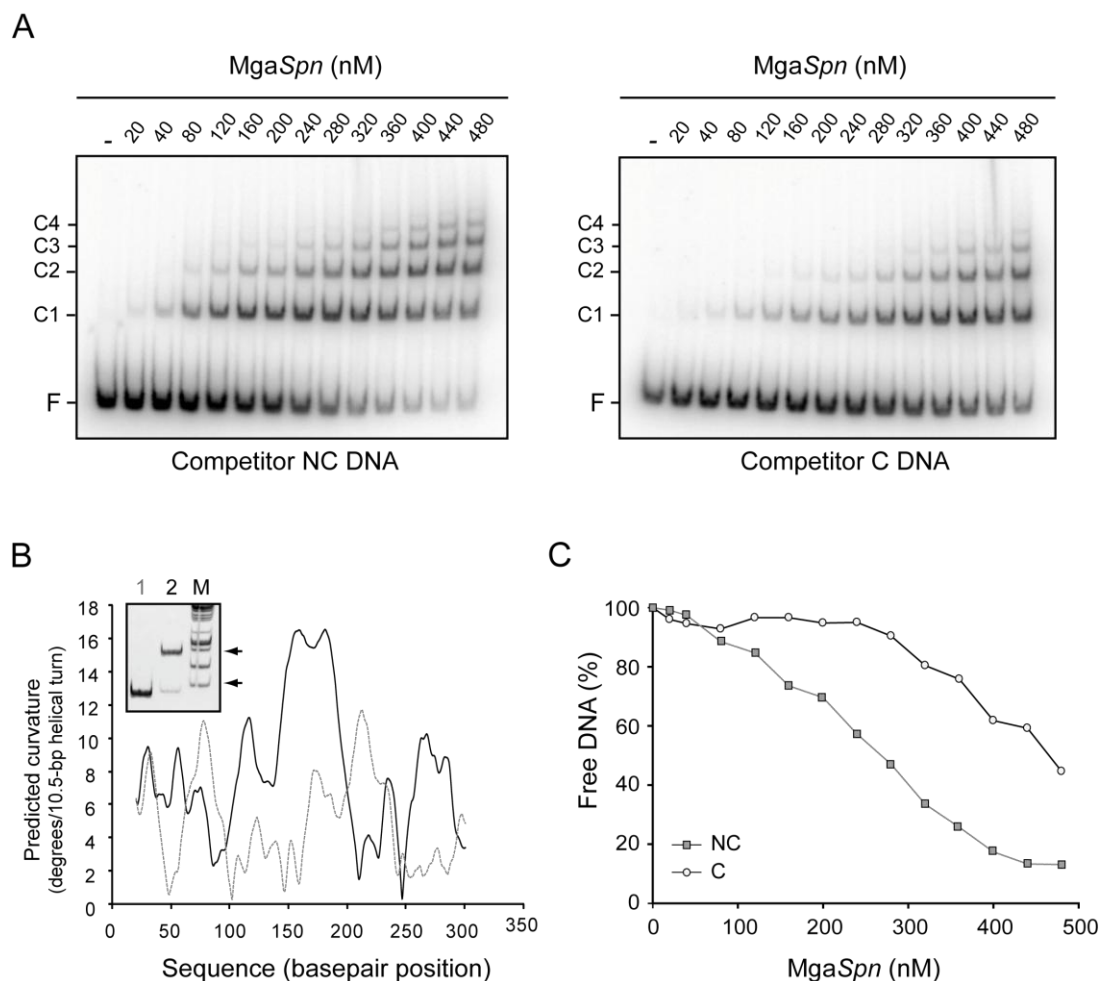 A
MgaSpn (nM)
- 20 40 80 120 160 200 240 280 320 360 400 440 480
C4
C3
C2
C1
F
Competitor NC DNA
MgaSpn (nM)
- 20 40 80 120 160 200 240 280 320 360 400 440 480
C4
C3
C2
C1
F
Competitor C DNA
B
1 2 M
Predicted curvature
(degrees/10.5-bp helical turn)
18
16
14
12
10
8
6
4
2
0
0 50 100 150 200 250 300 350
Sequence (basepair position)
C
Free DNA (%)
100
80
60
40
20
0
NC
C
0 100 200 300 400 500
MgaSpn (nM)